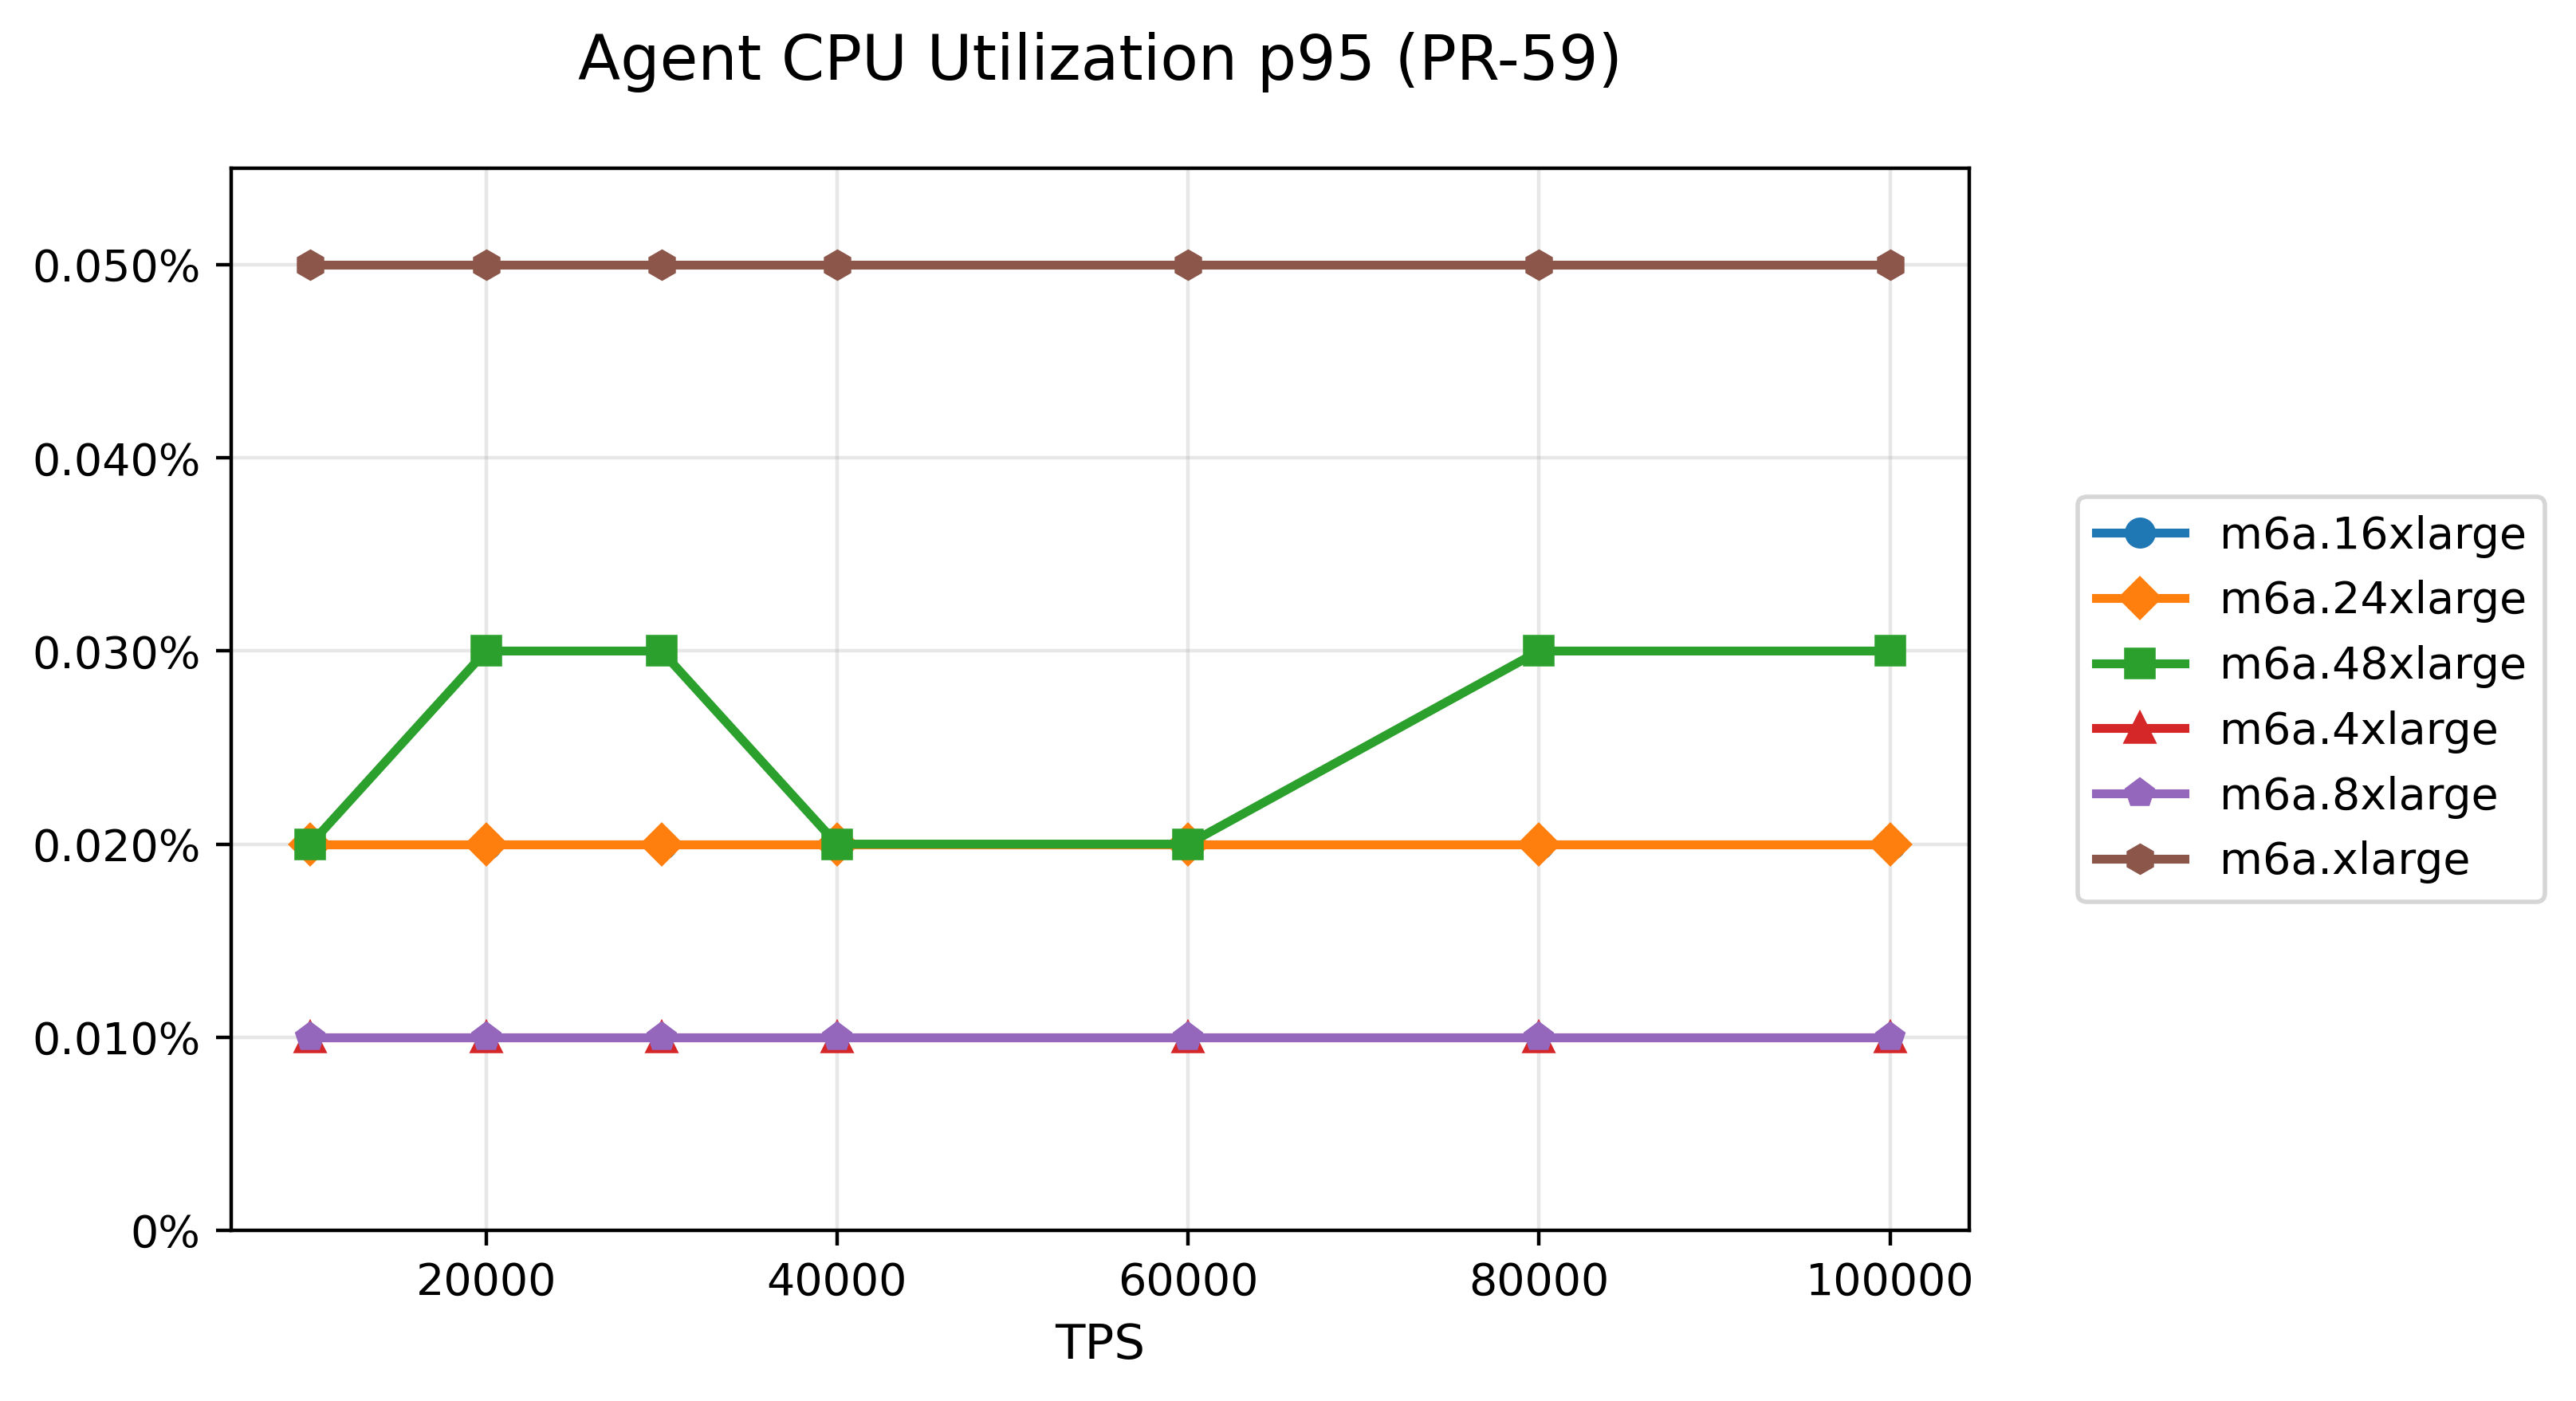 Agent CPU Utilization p95 (PR-59)
0.050%
0.040%
0.030%
0.020%
0.010%
0%
20000 40000 60000 80000 100000
TPS
m6a.16xlarge
m6a.24xlarge
m6a.48xlarge
m6a.4xlarge
m6a.8xlarge
m6a.xlarge